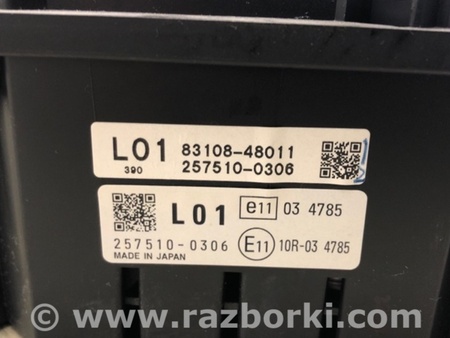 L01 83108-48011
390 257510-0306
L01 e11 03 4785
257510-0306 E11 10R-03 4785
MADE IN JAPAN
© www.razborki.com